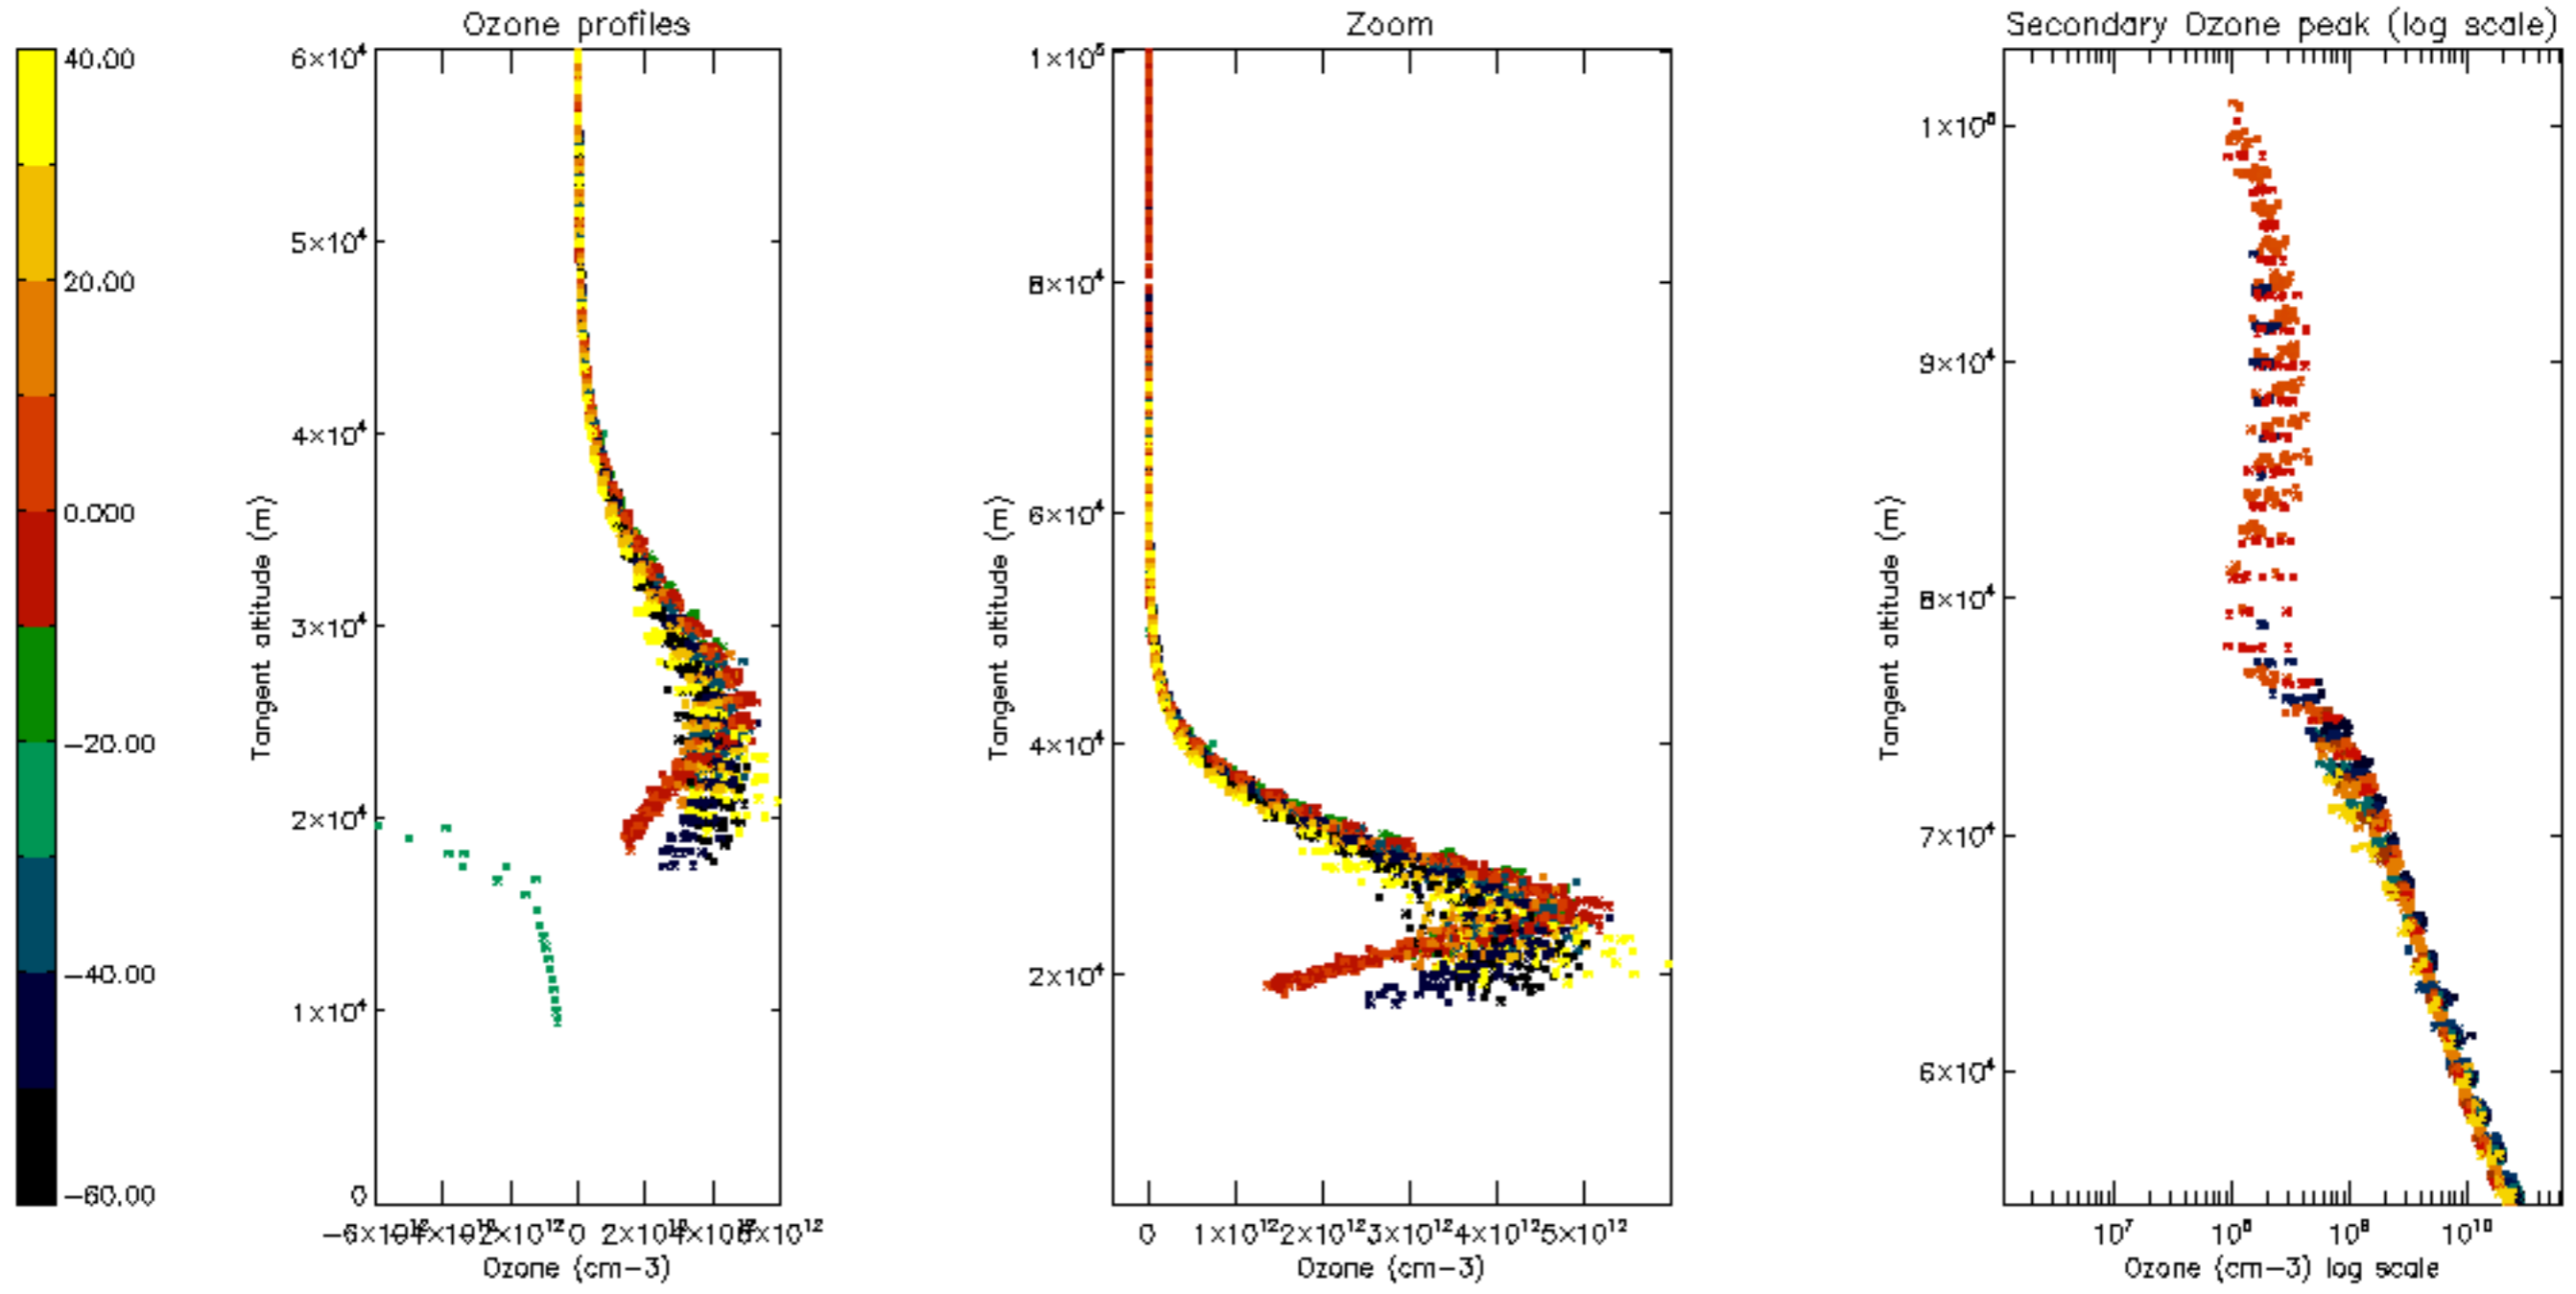 Ozone profiles
Zoom
Secondary Ozone peak (log scale)
40.00
20.00
0.000
−20.00
−40.00
−60.00
6×10⁴
5×10⁴
4×10⁴
3×10⁴
2×10⁴
1×10⁴
0
Tangent altitude (m)
0
Ozone (cm−3)
1×10⁵
8×10⁴
6×10⁴
4×10⁴
2×10⁴
Tangent altitude (m)
0 1×10¹² 2×10¹² 3×10¹² 4×10¹² 5×10¹²
Ozone (cm−3)
1×10⁵
9×10⁴
8×10⁴
7×10⁴
6×10⁴
Tangent altitude (m)
10⁷ 10⁸ 10⁹ 10¹⁰
Ozone (cm−3) log scale